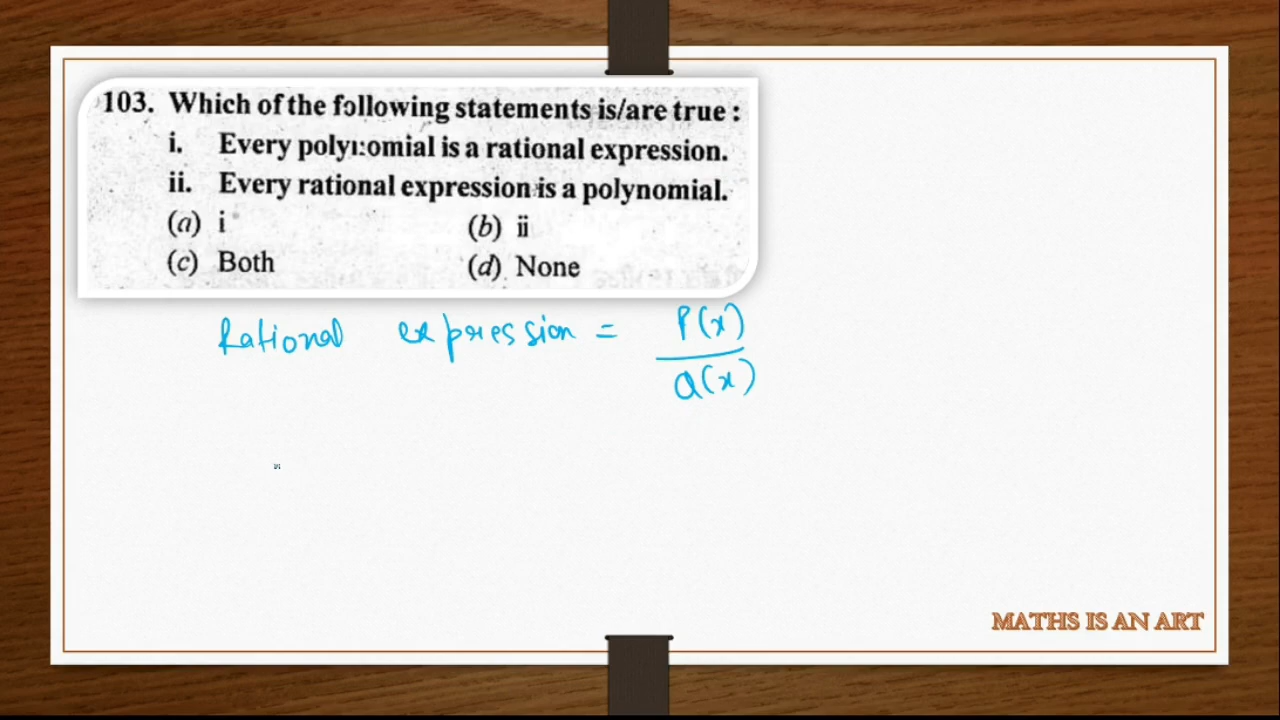 103. Which of the following statements is/are true :
i. Every polynomial is a rational expression.
ii. Every rational expression is a polynomial.
(a) i (b) ii
(c) Both (d) None
Rational expression = P(x)
Q(x)
MATHS IS AN ART